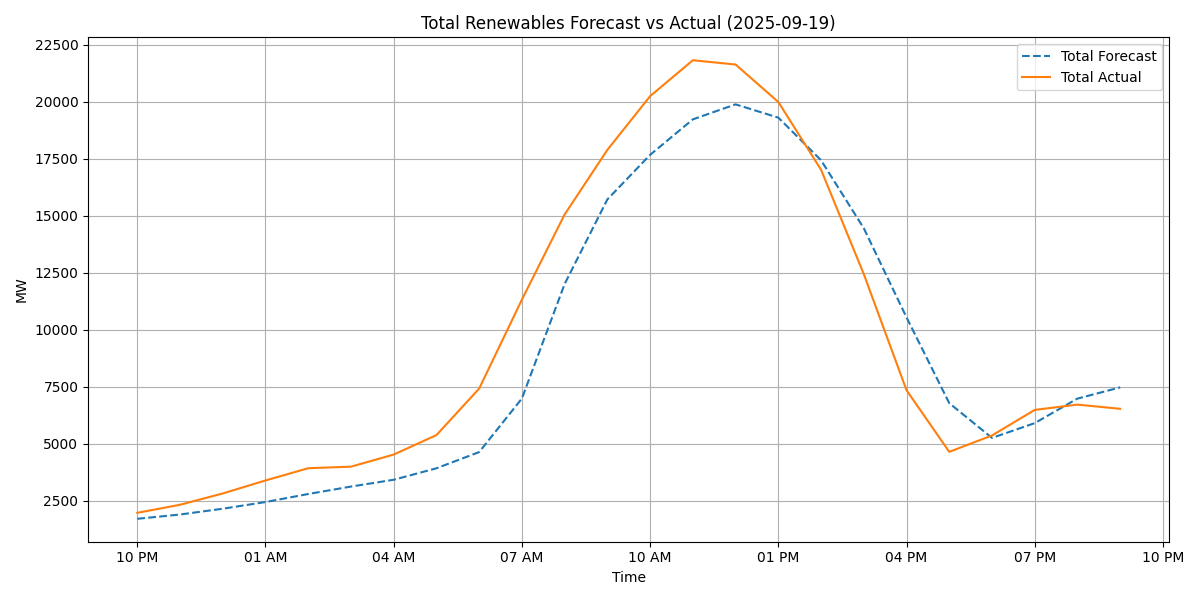 Total Renewables Forecast vs Actual (2025-09-19)
Total Forecast
Total Actual
22500
20000
17500
15000
12500
10000
7500
5000
2500
MW
10 PM 01 AM 04 AM 07 AM 10 AM 01 PM 04 PM 07 PM 10 PM
Time